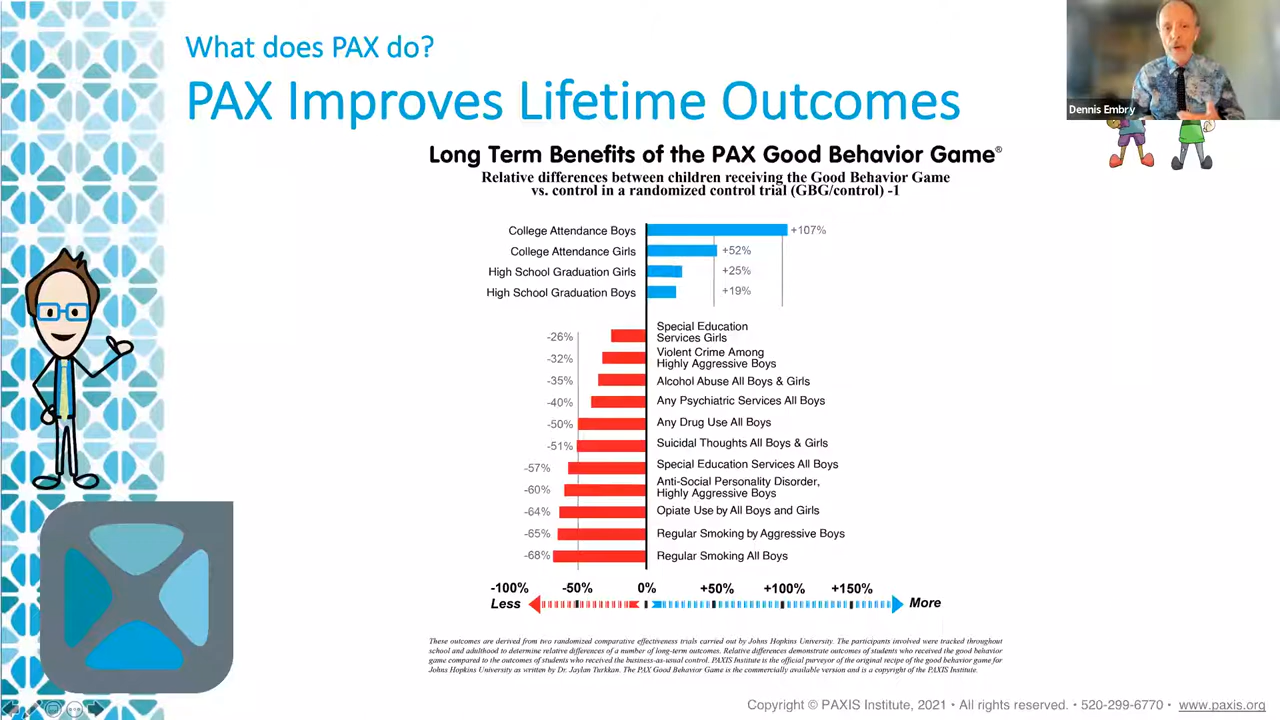 What does PAX do?
PAX Improves Lifetime Outcomes
Dennis Embry
Long Term Benefits of the PAX Good Behavior Game®
Relative differences between children receiving the Good Behavior Game
vs. control in a randomized control trial (GBG/control) -1
College Attendance Boys +107%
College Attendance Girls +52%
High School Graduation Girls +25%
High School Graduation Boys +19%
-26% Special Education
Services Girls
-32% Violent Crime Among
Highly Aggressive Boys
-35% Alcohol Abuse All Boys & Girls
-40% Any Psychiatric Services All Boys
-50% Any Drug Use All Boys
-51% Suicidal Thoughts All Boys & Girls
-57% Special Education Services All Boys
-60% Anti-Social Personality Disorder,
Highly Aggressive Boys
-64% Opiate Use by All Boys and Girls
-65% Regular Smoking by Aggressive Boys
-68% Regular Smoking All Boys
-100% -50% 0% +50% +100% +150%
Less More
These outcomes are derived from two randomized comparative effectiveness trials carried out by Johns Hopkins University. The participants involved were tracked throughout
school and adulthood to determine relative differences of a number of long-term outcomes. Relative differences demonstrate outcomes of students who received the good behavior
game compared to the outcomes of students who received the business-as-usual control. PAXIS Institute is the official purveyor of the original recipe of the good behavior game for
Johns Hopkins University as written by Dr. Jaylan Turkkan. The PAX Good Behavior Game is the commercially available version and is a copyright of the PAXIS Institute.
Copyright © PAXIS Institute, 2021 • All rights reserved. • 520-299-6770 • www.paxis.org